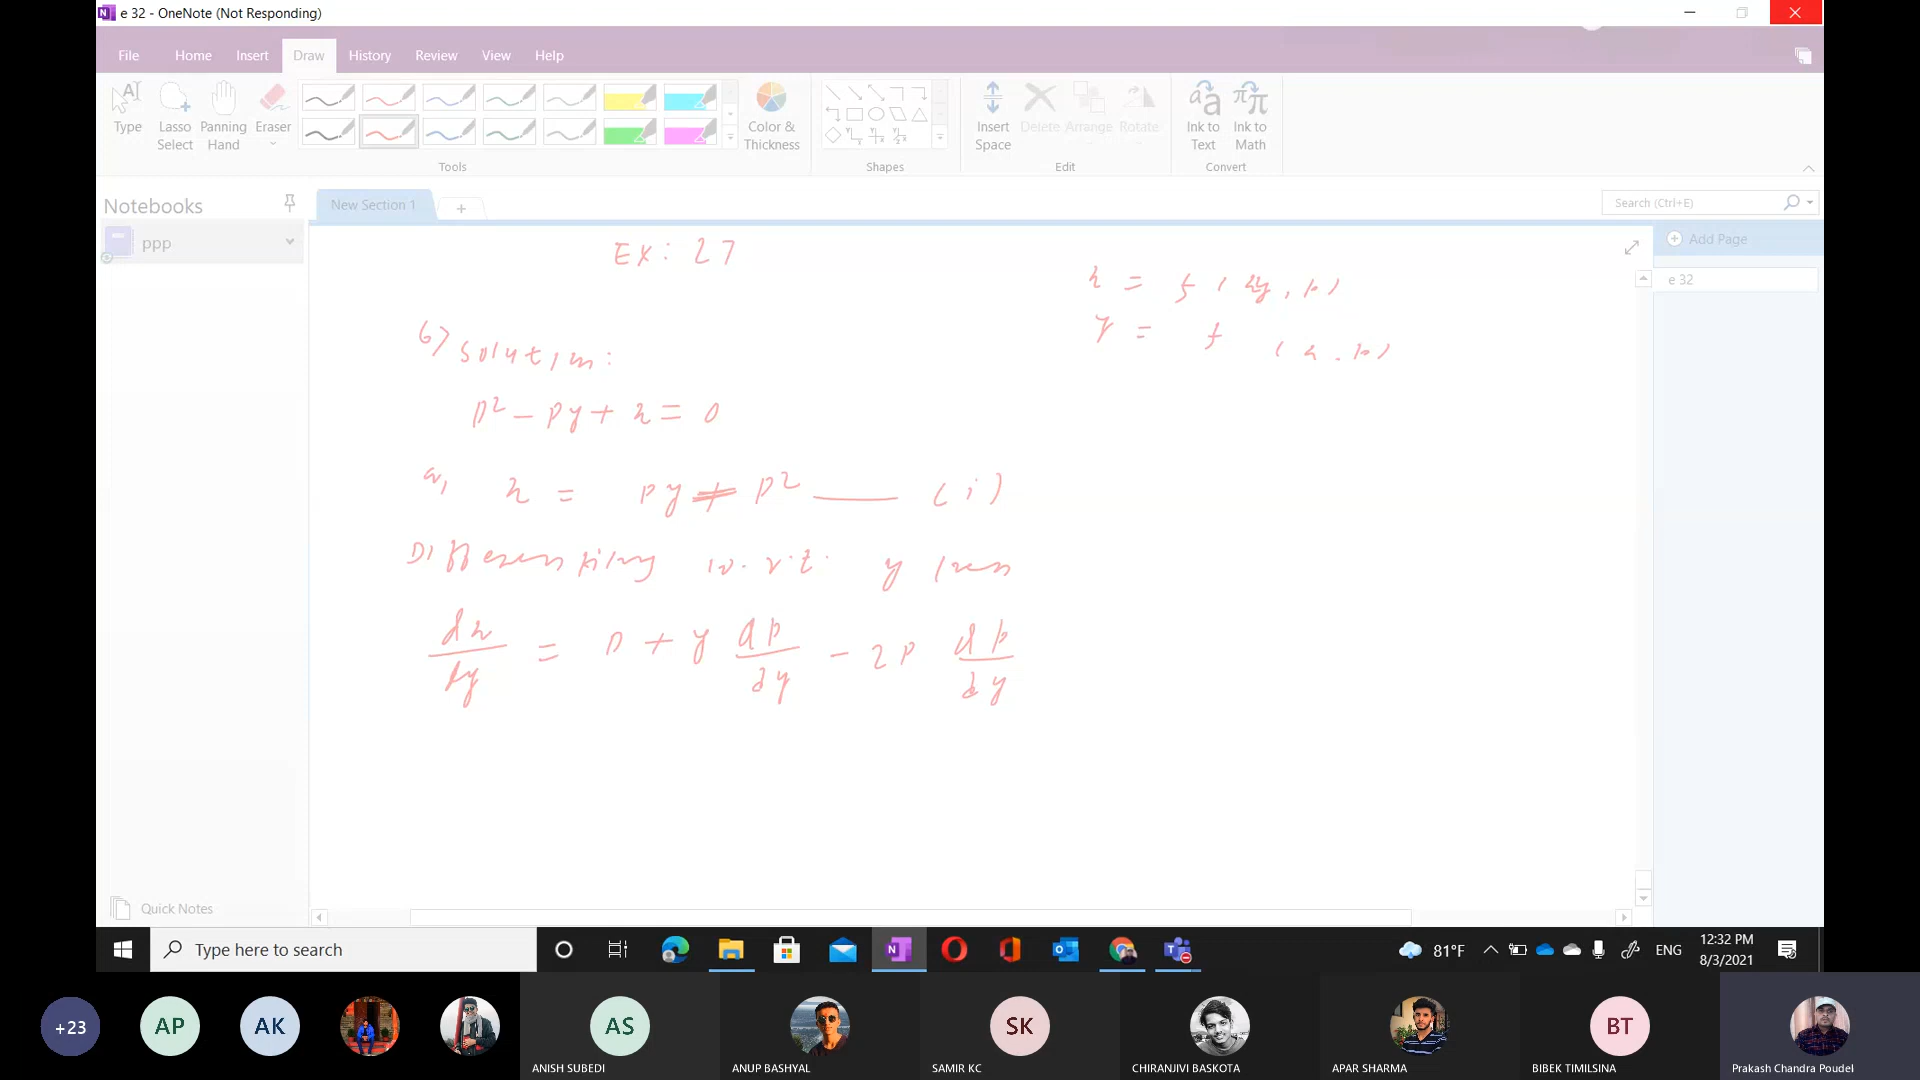 e 32 - OneNote (Not Responding)
File Home Insert Draw History Review View Help
Type
Lasso Select
Panning Hand
Eraser
Color & Thickness
Insert Space
Delete
Arrange
Rotate
Ink to Text
Ink to Math
Tools
Shapes
Edit
Convert
Notebooks
ppp
New Section 1
+
Search (Ctrl+E)
Add Page
e 32
Ex: 27
x = f (y, p)
y = f (x, p)
6) Solution:
p² - py + x = 0
or, x = py - p² —— (i)
Differentiating w.r.t. y
dx/dy = p + y dp/dy - 2p dp/dy
Quick Notes
Type here to search
81°F
ENG
12:32 PM
8/3/2021
+23
AP
AK
AS
SK
BT
ANISH SUBEDI
ANUP BASHYAL
SAMIR KC
CHIRANJIVI BASKOTA
APAR SHARMA
BIBEK TIMILSINA
Prakash Chandra Poudel